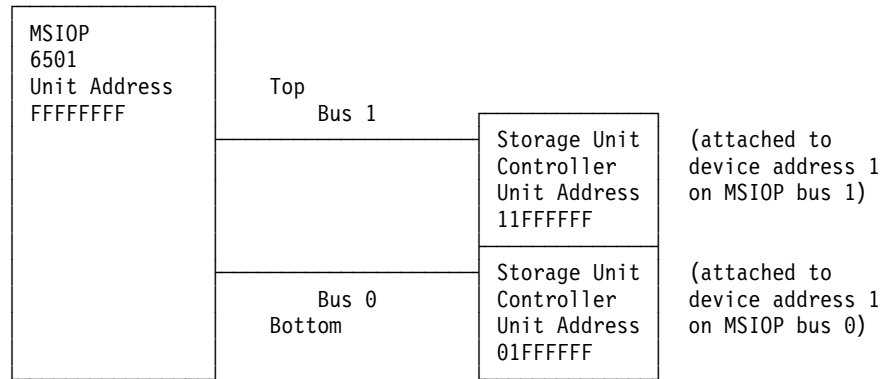 MSIOP
6501
Unit Address
FFFFFFFF
Top
Bus 1
Storage Unit
Controller
Unit Address
11FFFFFF
(attached to
device address 1
on MSIOP bus 1)
Storage Unit
Controller
Unit Address
01FFFFFF
(attached to
device address 1
on MSIOP bus 0)
Bus 0
Bottom